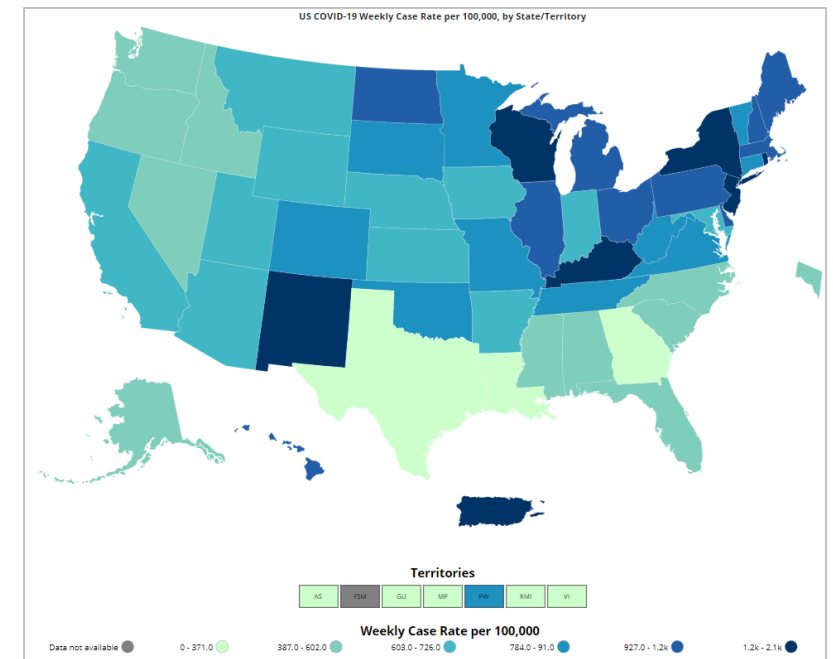 US COVID-19 Weekly Case Rate per 100,000, by State/Territory
Territories
AS FSM GU MP PW RMI VI
Weekly Case Rate per 100,000
Data not available 0 - 371.0 387.0 - 602.0 603.0 - 726.0 784.0 - 91.0 927.0 - 1.2k 1.2k - 2.1k